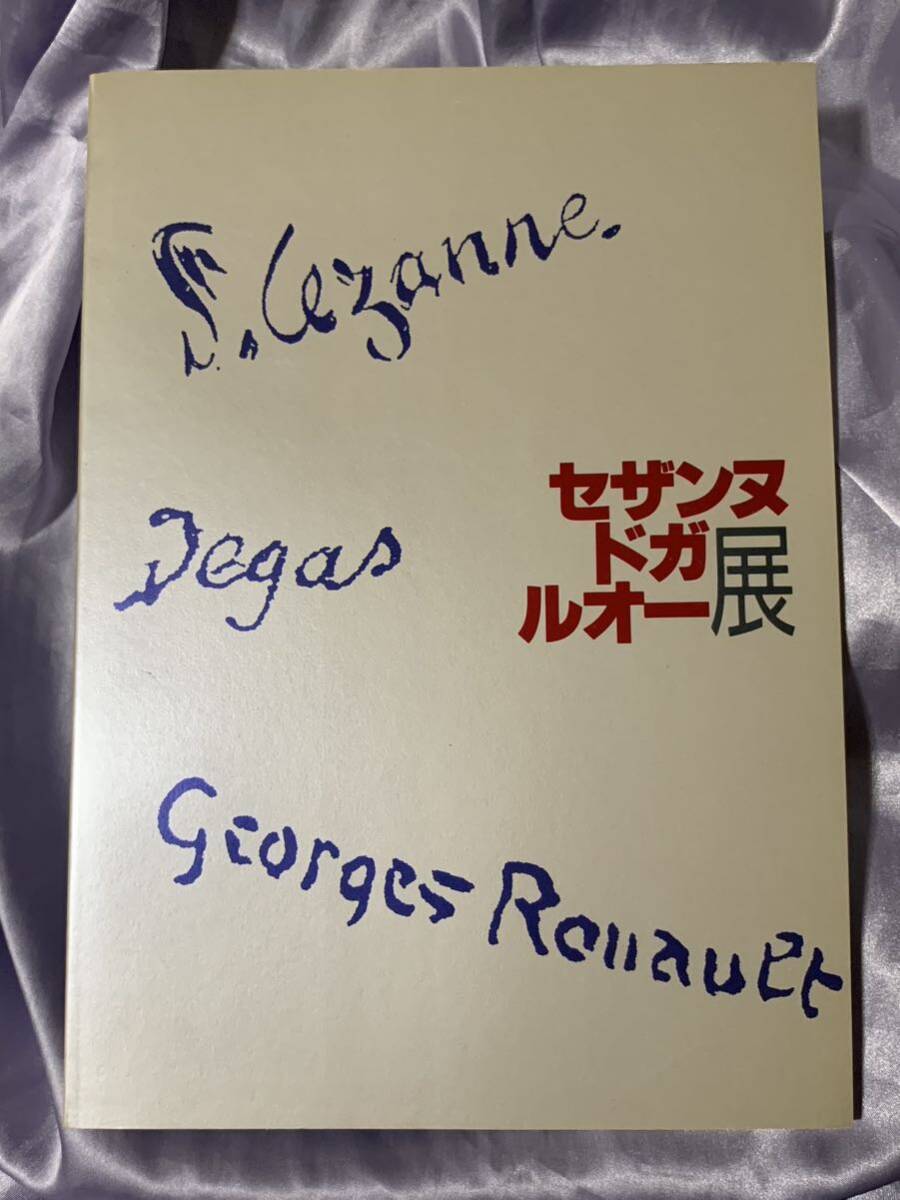 P. Cezanne.
セザンヌ
ドガ
ルオー展
Degas
Georges Rouault